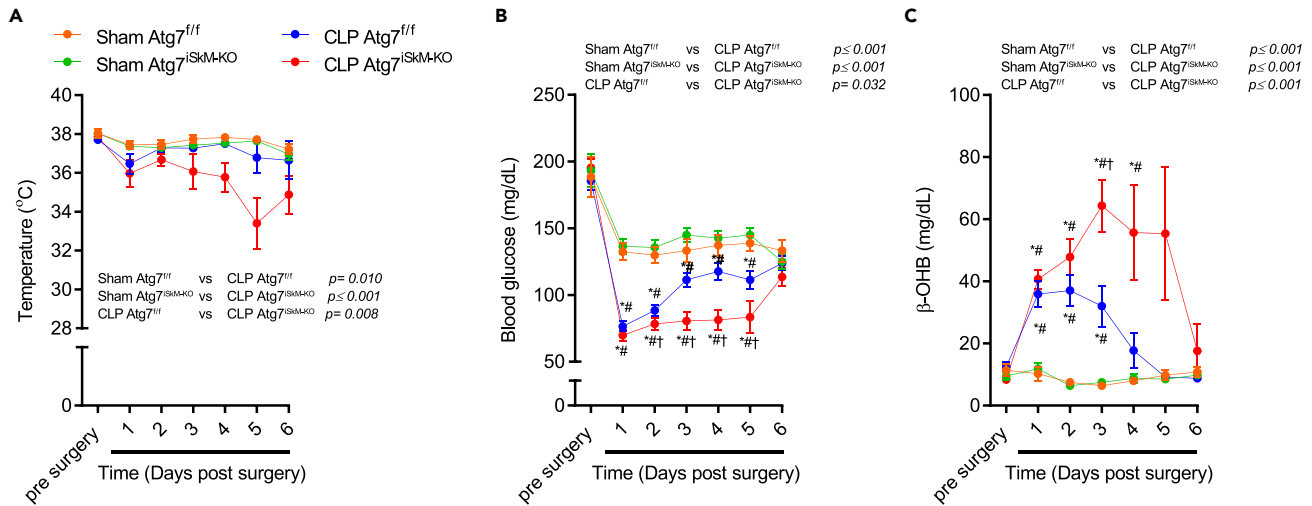 A
Sham Atg7f/f
CLP Atg7f/f
Sham Atg7iSkM-KO
CLP Atg7iSkM-KO
Temperature (°C)
40
38
36
34
32
30
28
0
Sham Atg7f/f vs CLP Atg7f/f p= 0.010
Sham Atg7iSkM-KO vs CLP Atg7iSkM-KO p≤ 0.001
CLP Atg7f/f vs CLP Atg7iSkM-KO p= 0.008
pre surgery 1 2 3 4 5 6
Time (Days post surgery)
B
Sham Atg7f/f vs CLP Atg7f/f p≤ 0.001
Sham Atg7iSkM-KO vs CLP Atg7iSkM-KO p≤ 0.001
CLP Atg7f/f vs CLP Atg7iSkM-KO p= 0.032
Blood glucose (mg/dL)
250
200
150
100
50
0
*# *# *# *# *#
*# *#† *#† *#† *#†
pre surgery 1 2 3 4 5 6
Time (Days post surgery)
C
Sham Atg7f/f vs CLP Atg7f/f p≤ 0.001
Sham Atg7iSkM-KO vs CLP Atg7iSkM-KO p≤ 0.001
CLP Atg7f/f vs CLP Atg7iSkM-KO p≤ 0.001
β-OHB (mg/dL)
100
80
60
40
20
0
*# *# *#† *#
*# *# *#
pre surgery 1 2 3 4 5 6
Time (Days post surgery)